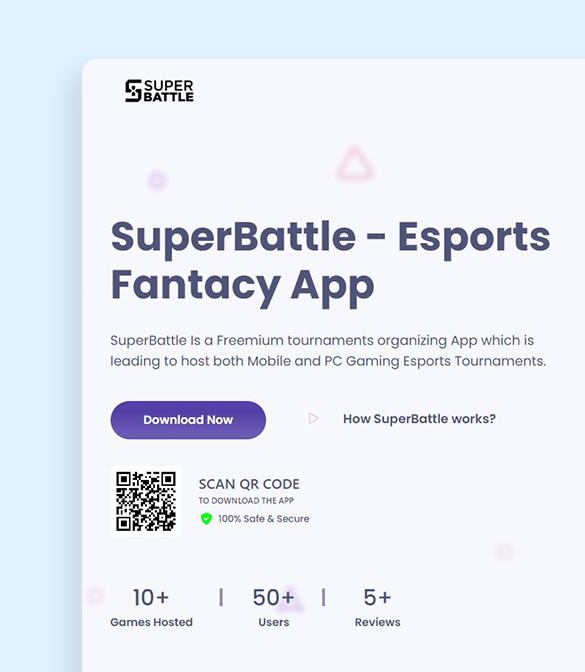 SUPER
BATTLE
SuperBattle - Esports
Fantacy App
SuperBattle Is a Freemium tournaments organizing App which is
leading to host both Mobile and PC Gaming Esports Tournaments.
Download Now
How SuperBattle works?
SCAN QR CODE
TO DOWNLOAD THE APP
100% Safe & Secure
10+ | 50+ | 5+
Games Hosted Users Reviews